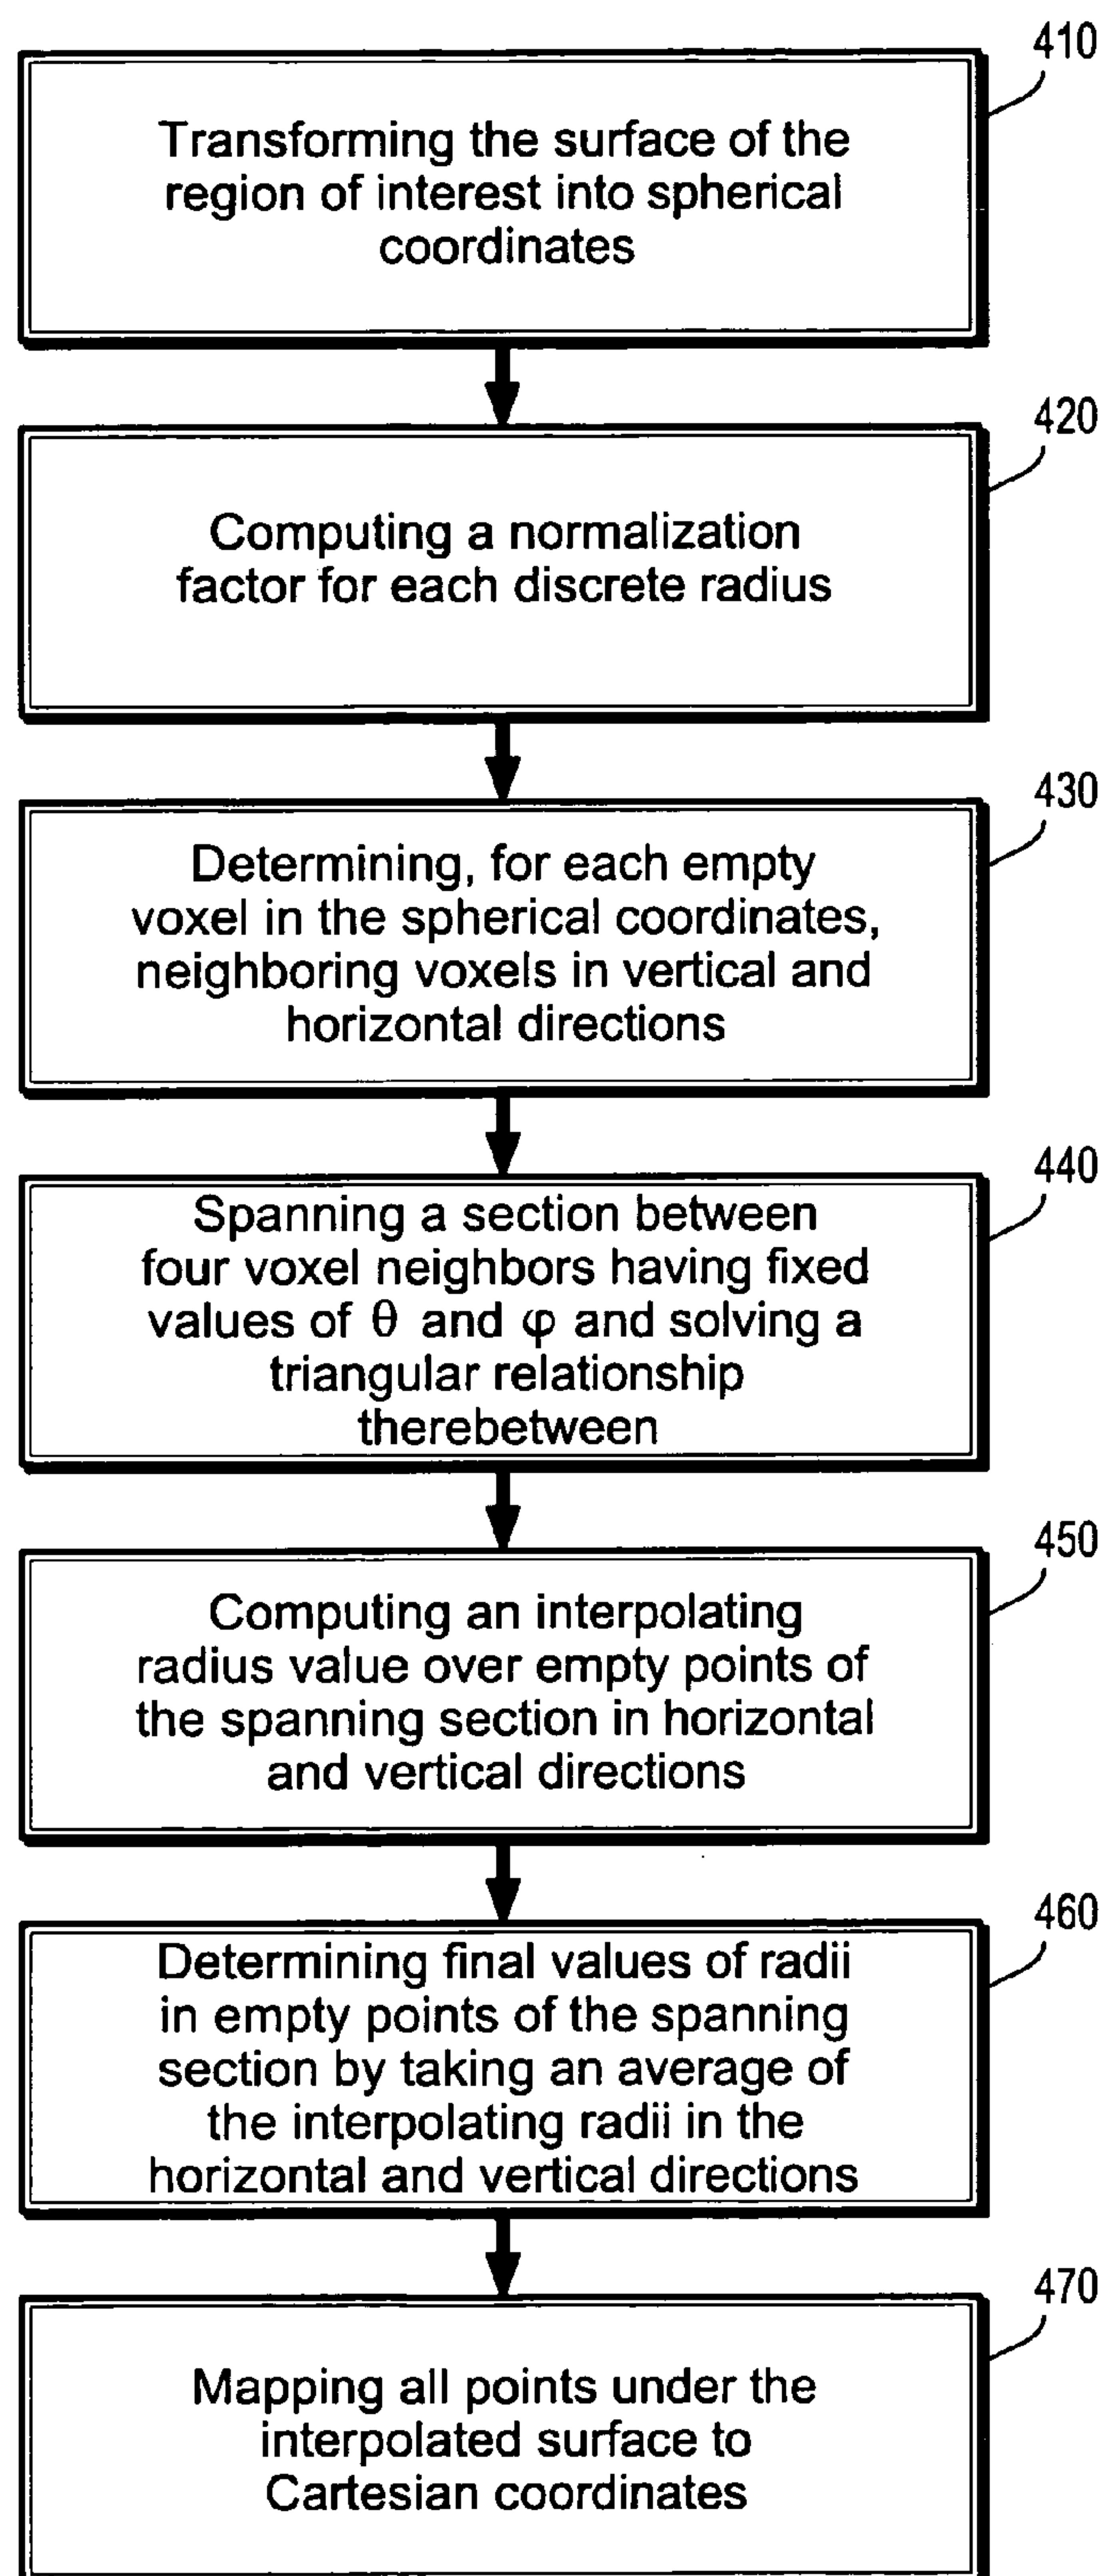 410
Transforming the surface of the
region of interest into spherical
coordinates
420
Computing a normalization
factor for each discrete radius
430
Determining, for each empty
voxel in the spherical coordinates,
neighboring voxels in vertical and
horizontal directions
440
Spanning a section between
four voxel neighbors having fixed
values of θ and φ and solving a
triangular relationship
therebetween
450
Computing an interpolating
radius value over empty points of
the spanning section in horizontal
and vertical directions
460
Determining final values of radii
in empty points of the spanning
section by taking an average of
the interpolating radii in the
horizontal and vertical directions
470
Mapping all points under the
interpolated surface to
Cartesian coordinates